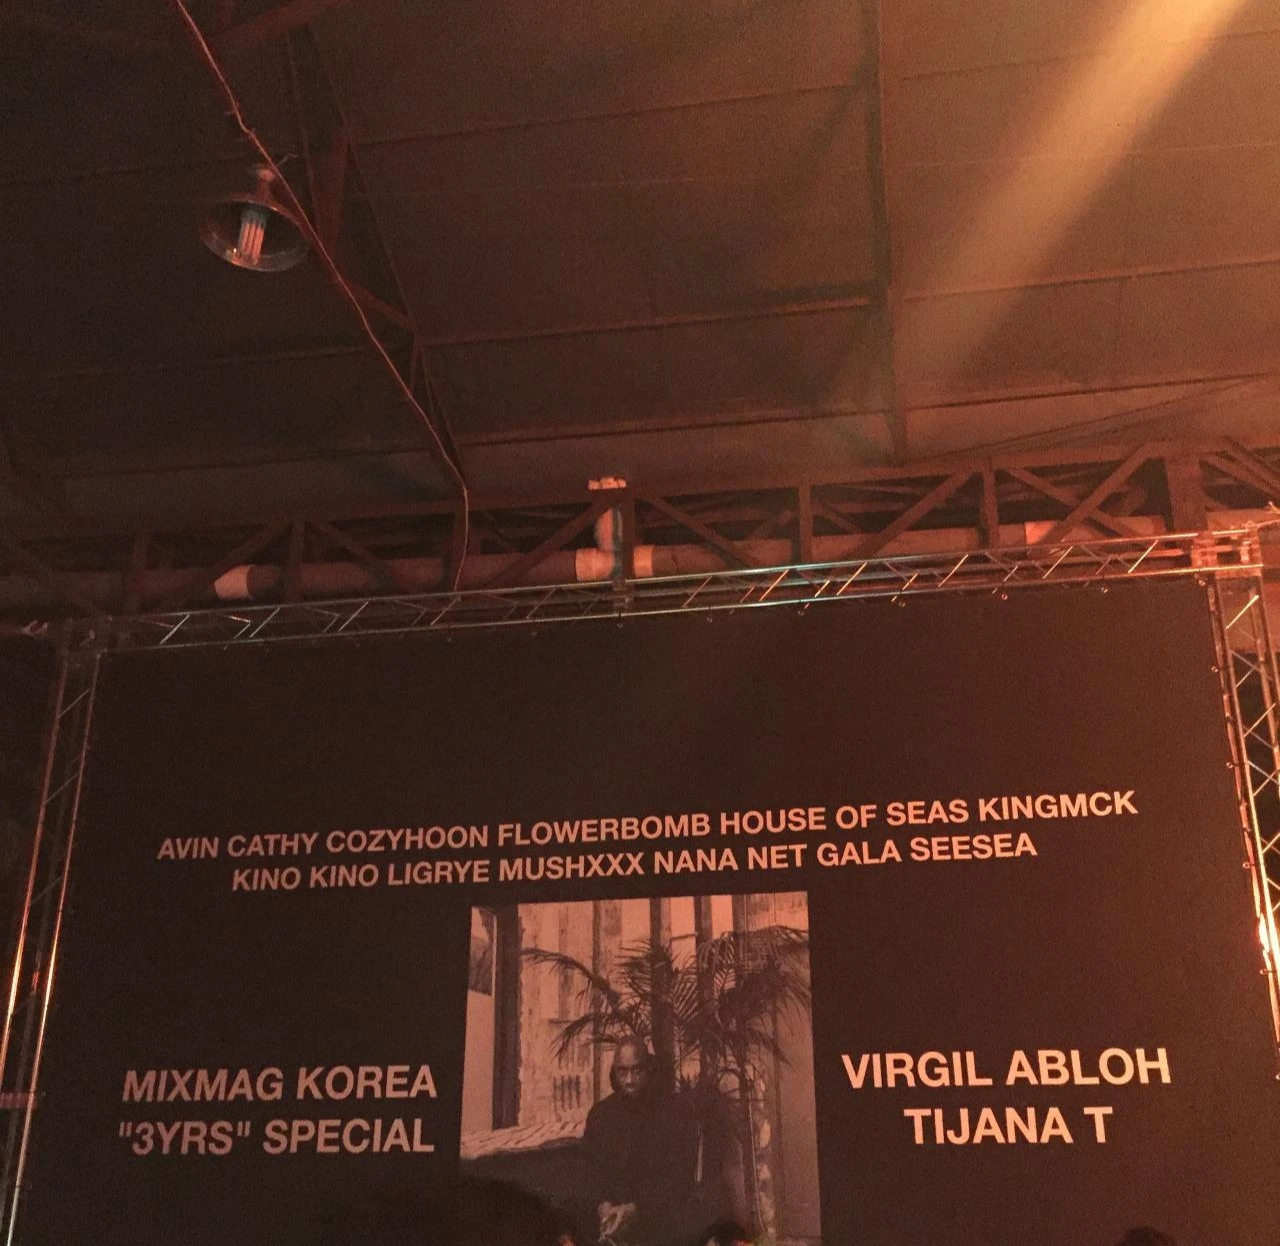 AVIN CATHY COZYHOON FLOWERBOMB HOUSE OF SEAS KINGMCK
KINO KINO LIGRYE MUSHXXX NANA NET GALA SEESEA
MIXMAG KOREA
"3YRS" SPECIAL
VIRGIL ABLOH
TIJANA T